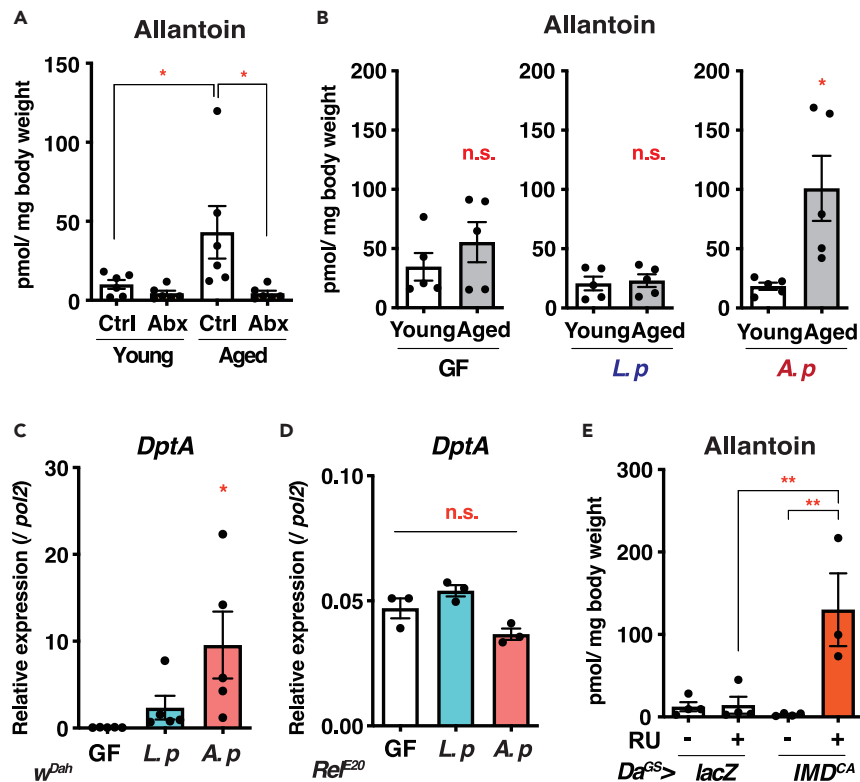 A
Allantoin
pmol/ mg body weight
150
100
50
0
*
*
Ctrl Abx Ctrl Abx
Young Aged
B
Allantoin
pmol/ mg body weight
200
150
100
50
0
n.s.
Young Aged
GF
200
150
100
50
0
n.s.
Young Aged
L. p
200
150
100
50
0
*
Young Aged
A. p
C
DptA
Relative expression (/ pol2)
30
20
10
0
*
GF L. p A. p
w^Dah
D
DptA
Relative expression (/ pol2)
0.10
0.05
0.00
n.s.
GF L. p A. p
Rel^E20
E
Allantoin
pmol/ mg body weight
300
200
100
0
**
**
RU - + - +
Da^GS> lacZ IMD^CA